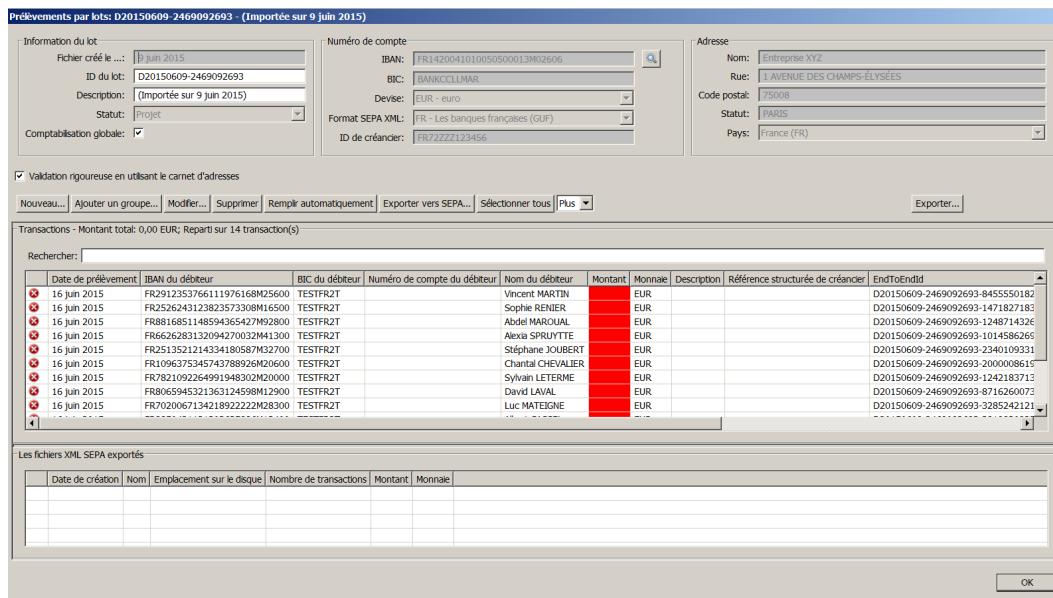 Prélèvements par lots: D20150609-2469092693 - (Importée sur 9 juin 2015)
Information du lot
Fichier créé le ...: 9 juin 2015
ID du lot: D20150609-2469092693
Description: (Importée sur 9 juin 2015)
Statut: Projet
Comptabilisation globale:
Numéro de compte
IBAN: FR1420041010050500013M02606
BIC: BANKCCLLMAR
Devise: EUR - euro
Format SEPA XML: FR - Les banques françaises (GUF)
ID de créancier: FR72ZZZ123456
Adresse
Nom: Entreprise XYZ
Rue: 1 AVENUE DES CHAMPS-ÉLYSÉES
Code postal: 75008
Statut: PARIS
Pays: France (FR)
Validation rigoureuse en utilisant le carnet d'adresses
Nouveau... Ajouter un groupe... Modifier... Supprimer Remplir automatiquement Exporter vers SEPA... Sélectionner tous Plus Exporter...
Transactions - Montant total: 0,00 EUR; Reparti sur 14 transaction(s)
Rechercher:
Date de prélèvement IBAN du débiteur BIC du débiteur Numéro de compte du débiteur Nom du débiteur Montant Monnaie Description Référence structurée de créancier EndToEndId
16 juin 2015 FR2912353766111976168M25600 TESTFR2T Vincent MARTIN EUR D20150609-2469092693-8455550182
16 juin 2015 FR2526243123823573308M16500 TESTFR2T Sophie RENIER EUR D20150609-2469092693-1471827183
16 juin 2015 FR8816851148594365427M92800 TESTFR2T Abdel MAROUAL EUR D20150609-2469092693-1248714326
16 juin 2015 FR6626283132094270032M41300 TESTFR2T Alexia SPRUYTTE EUR D20150609-2469092693-1014586269
16 juin 2015 FR2513521214334180587M32700 TESTFR2T Stéphane JOUBERT EUR D20150609-2469092693-2340109331
16 juin 2015 FR1096375345743788926M20600 TESTFR2T Chantal CHEVALIER EUR D20150609-2469092693-2000008619
16 juin 2015 FR7821092264991948302M20000 TESTFR2T Sylvain LETERME EUR D20150609-2469092693-1242183713
16 juin 2015 FR8065945321363124598M12900 TESTFR2T David LAVAL EUR D20150609-2469092693-8716260073
16 juin 2015 FR7020067134218922222M28300 TESTFR2T Luc MATEIGNE EUR D20150609-2469092693-3285242121
Les fichiers XML SEPA exportés
Date de création Nom Emplacement sur le disque Nombre de transactions Montant Monnaie
OK